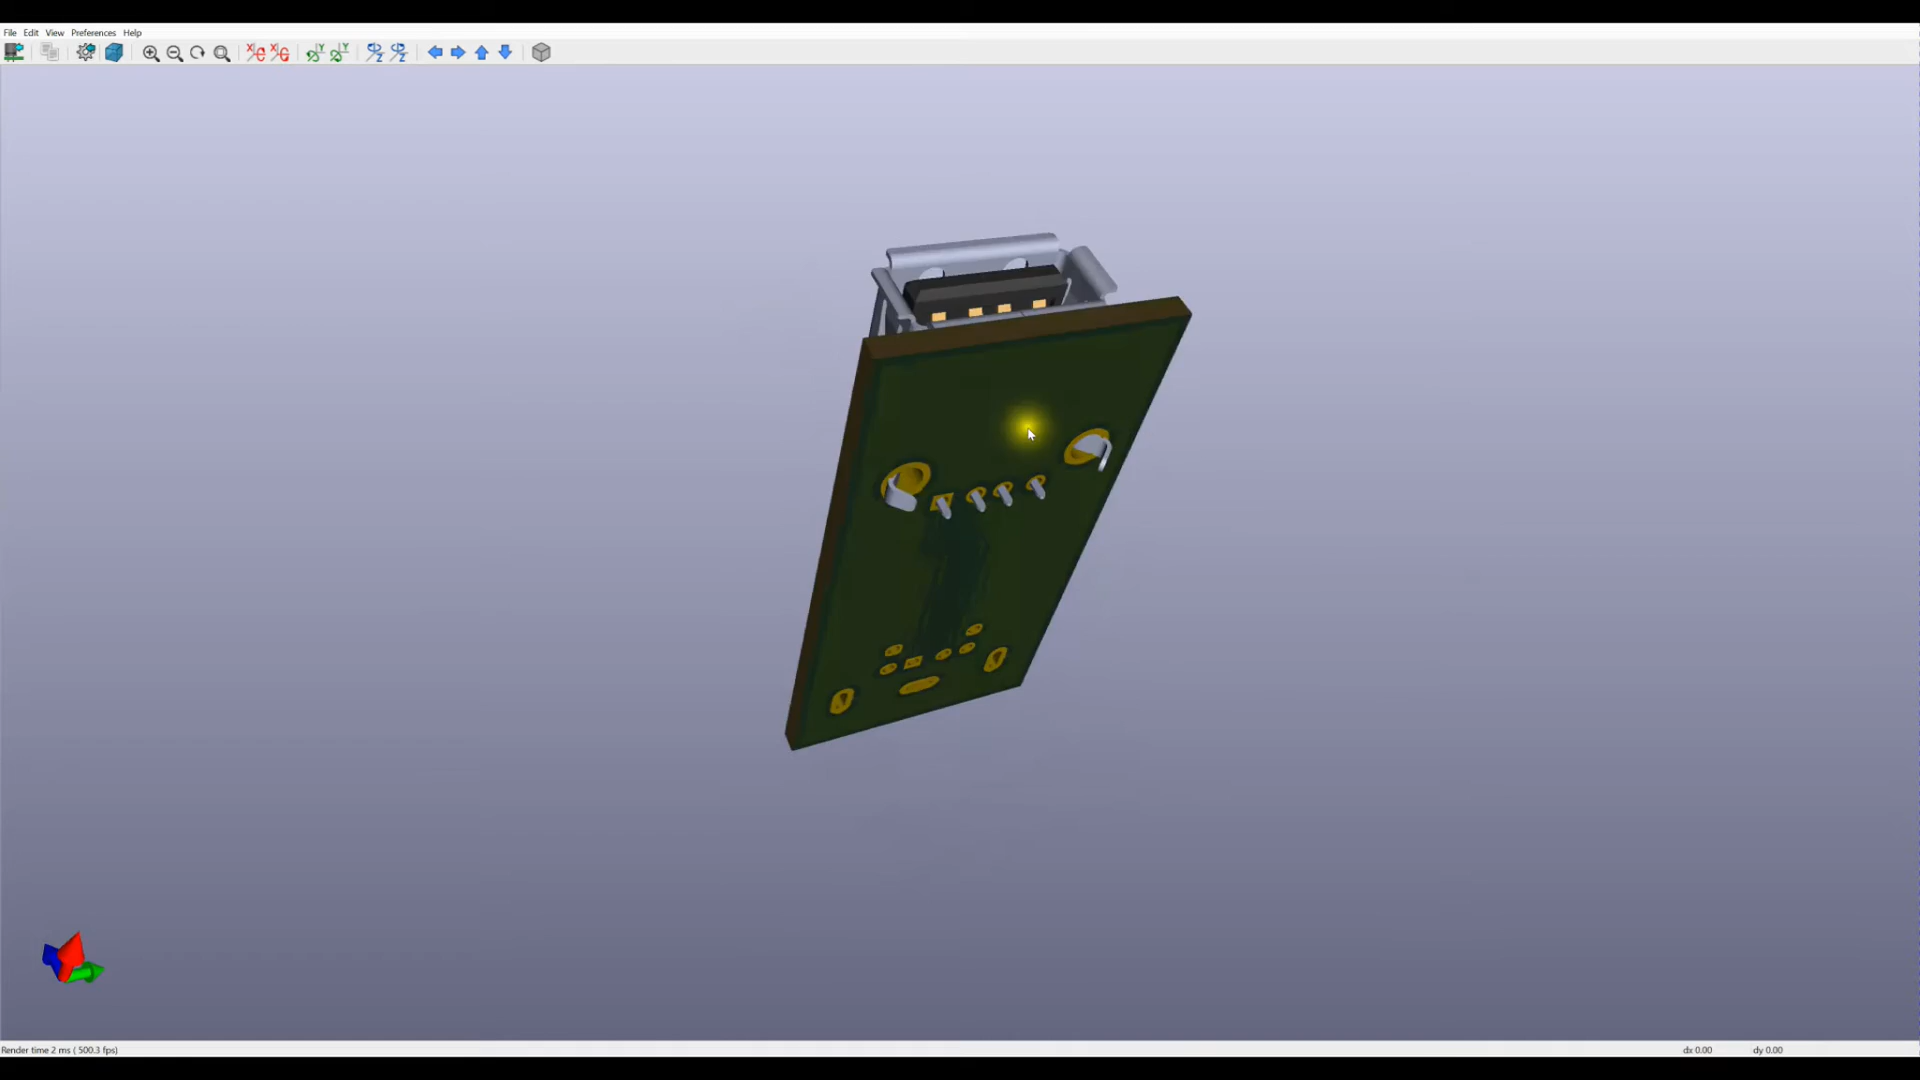 File Edit View Preferences Help
Render time 2 ms ( 500.3 fps)
dx 0.00
dy 0.00